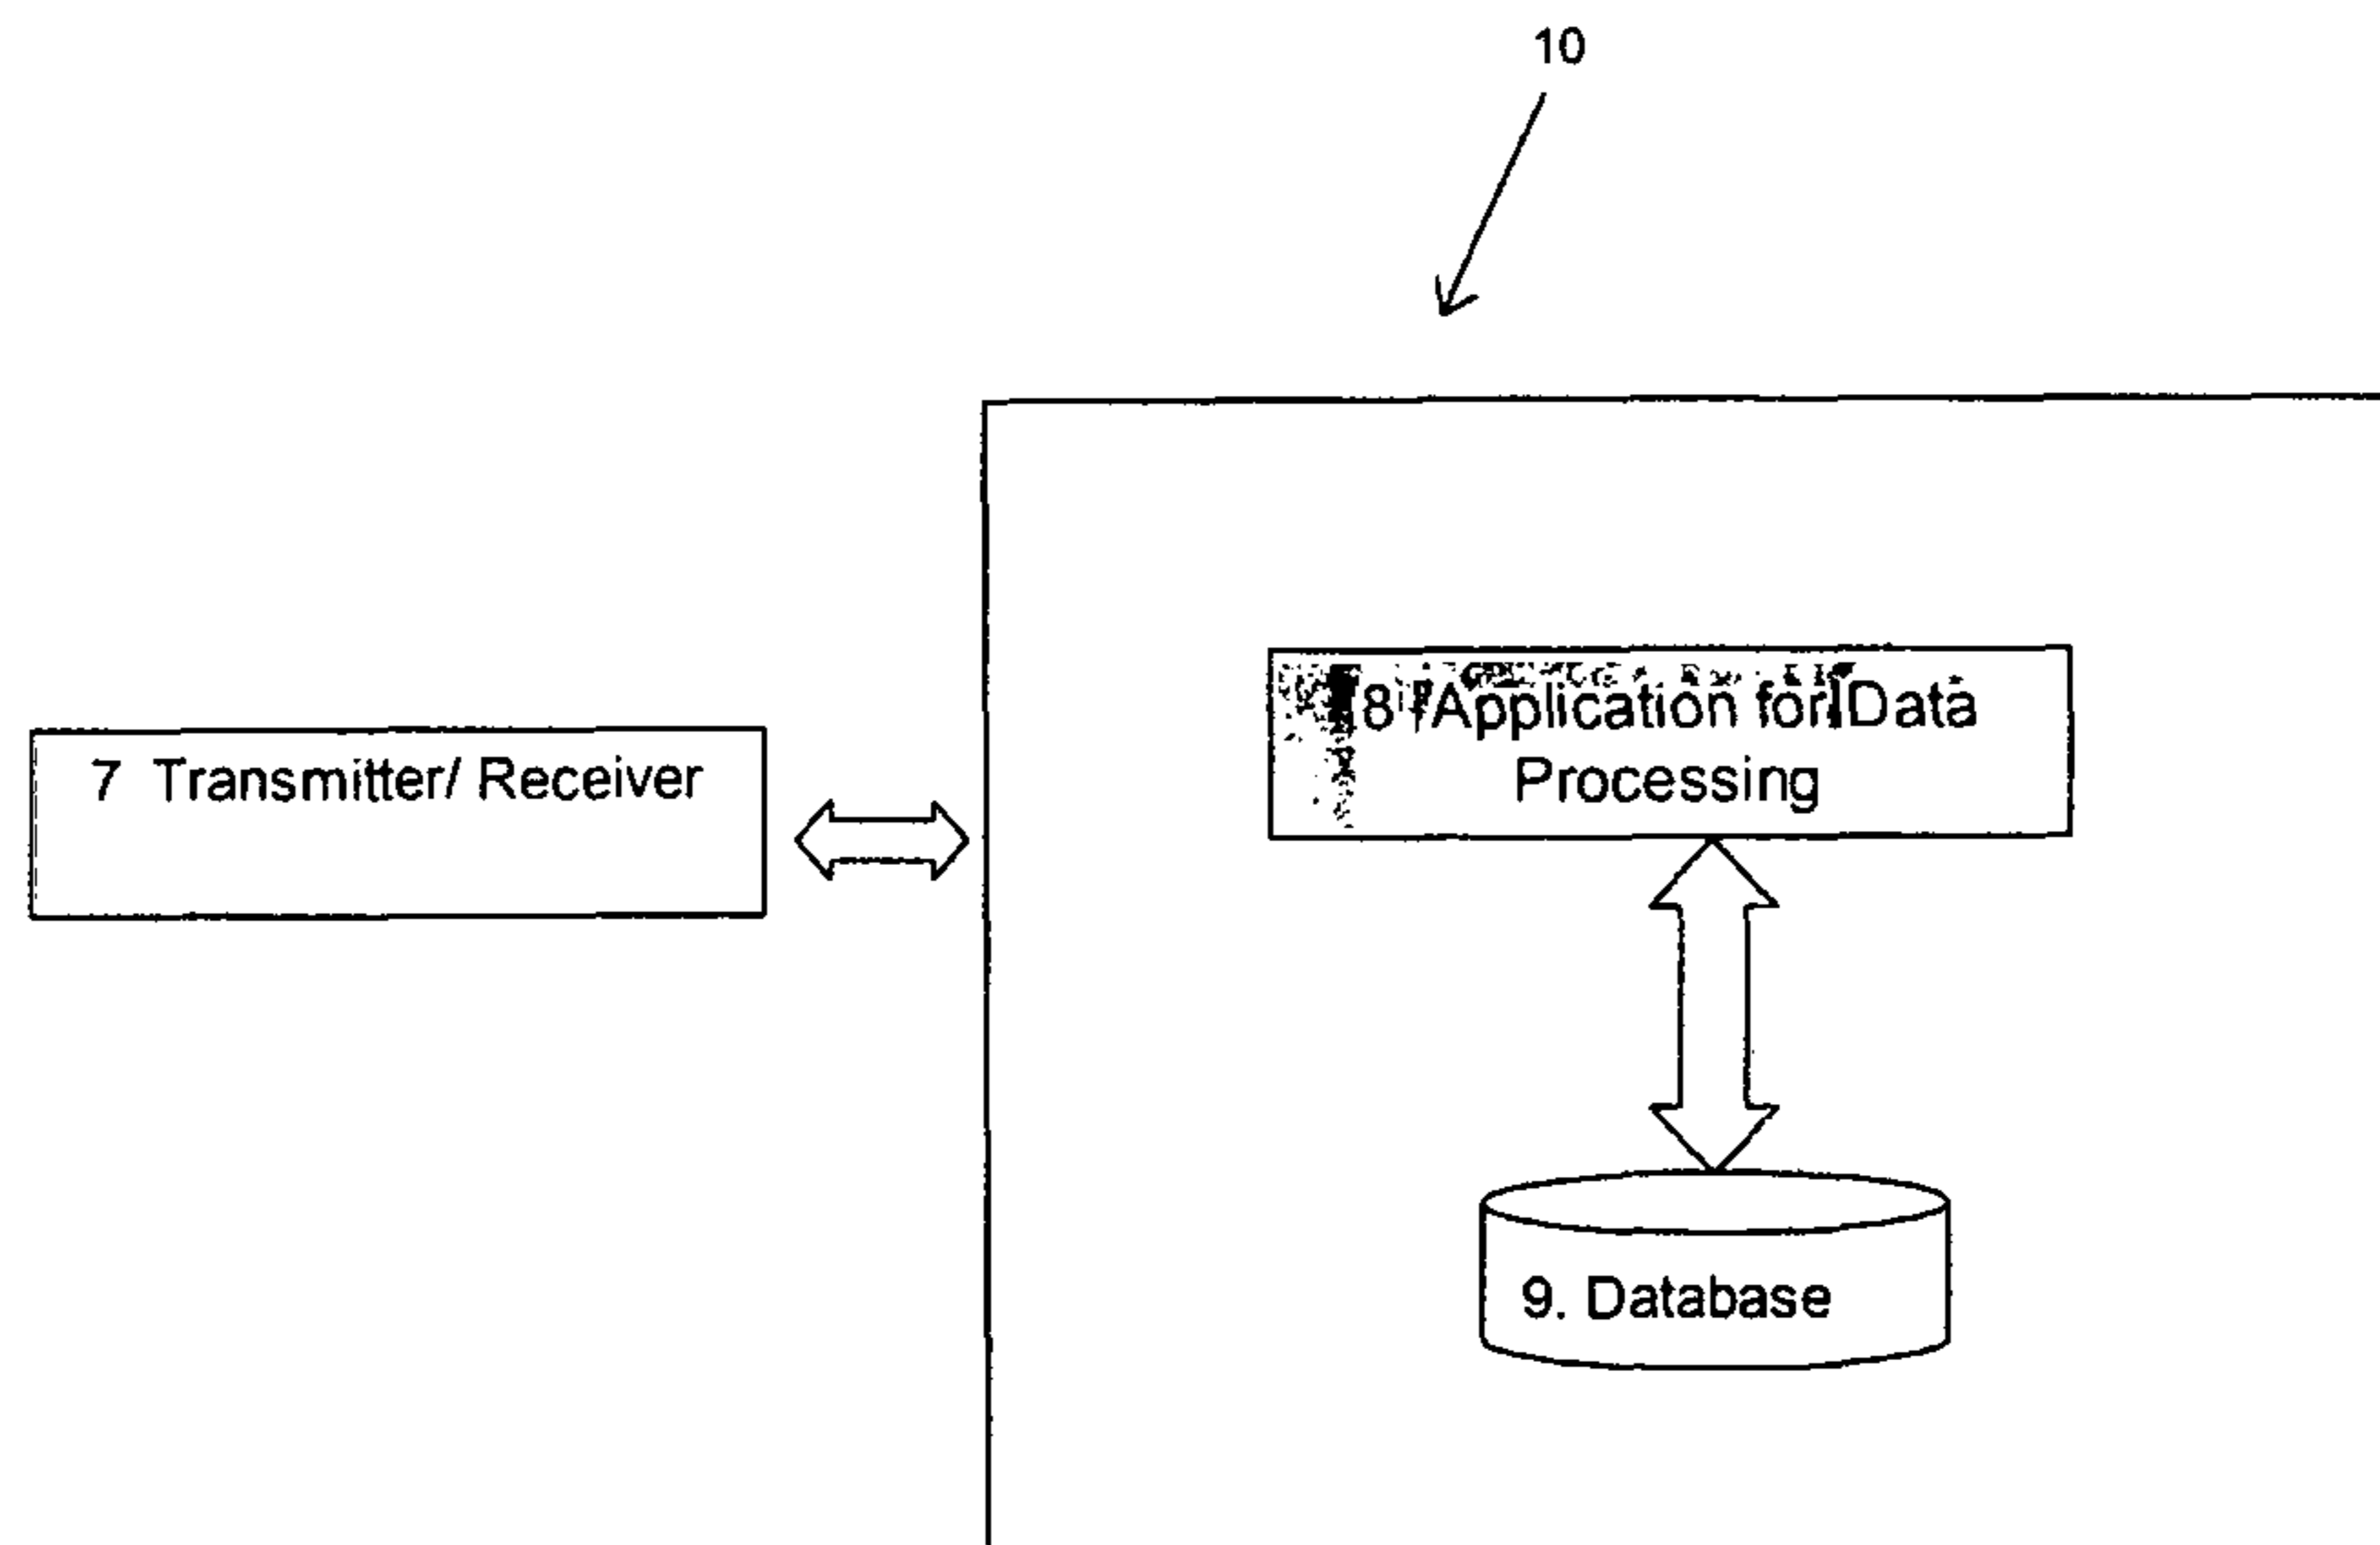 10
7 Transmitter/ Receiver
8 Application for Data
Processing
9. Database